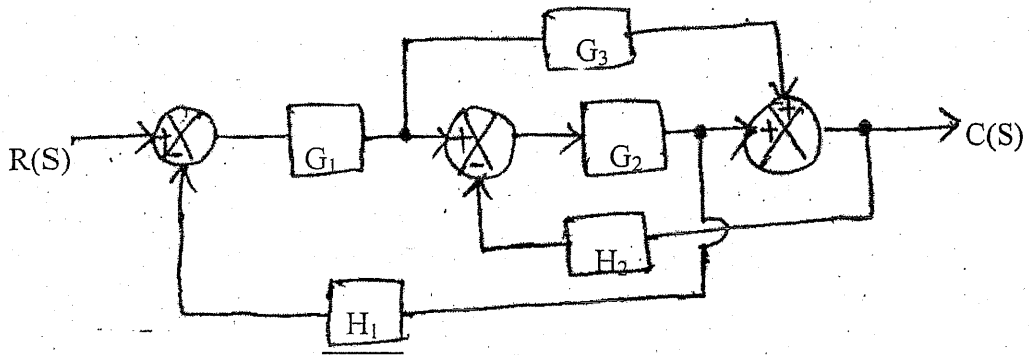 G₃
R(S)
+
-
G₁
+
-
G₂
+
+
C(S)
H₂
H₁